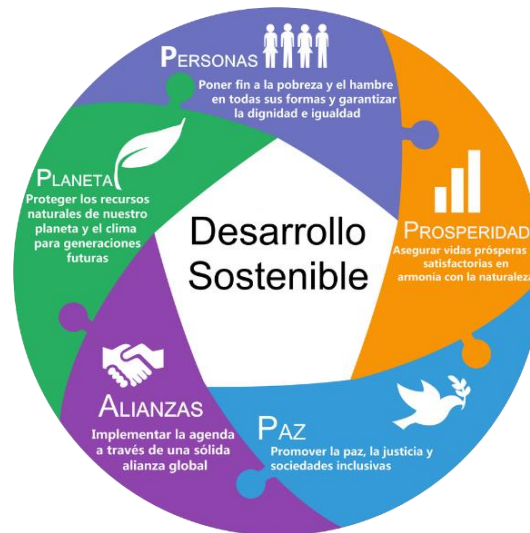 PERSONAS
Poner fin a la pobreza y el hambre
en todas sus formas y garantizar
la dignidad e igualdad
PROSPERIDAD
Asegurar vidas prósperas
satisfactorias en
armonía con la naturaleza
PAZ
Promover la paz, la justicia y
sociedades inclusivas
ALIANZAS
Implementar la agenda
a través de una sólida
alianza global
PLANETA
Proteger los recursos
naturales de nuestro
planeta y el clima
para generaciones
futuras
Desarrollo
Sostenible